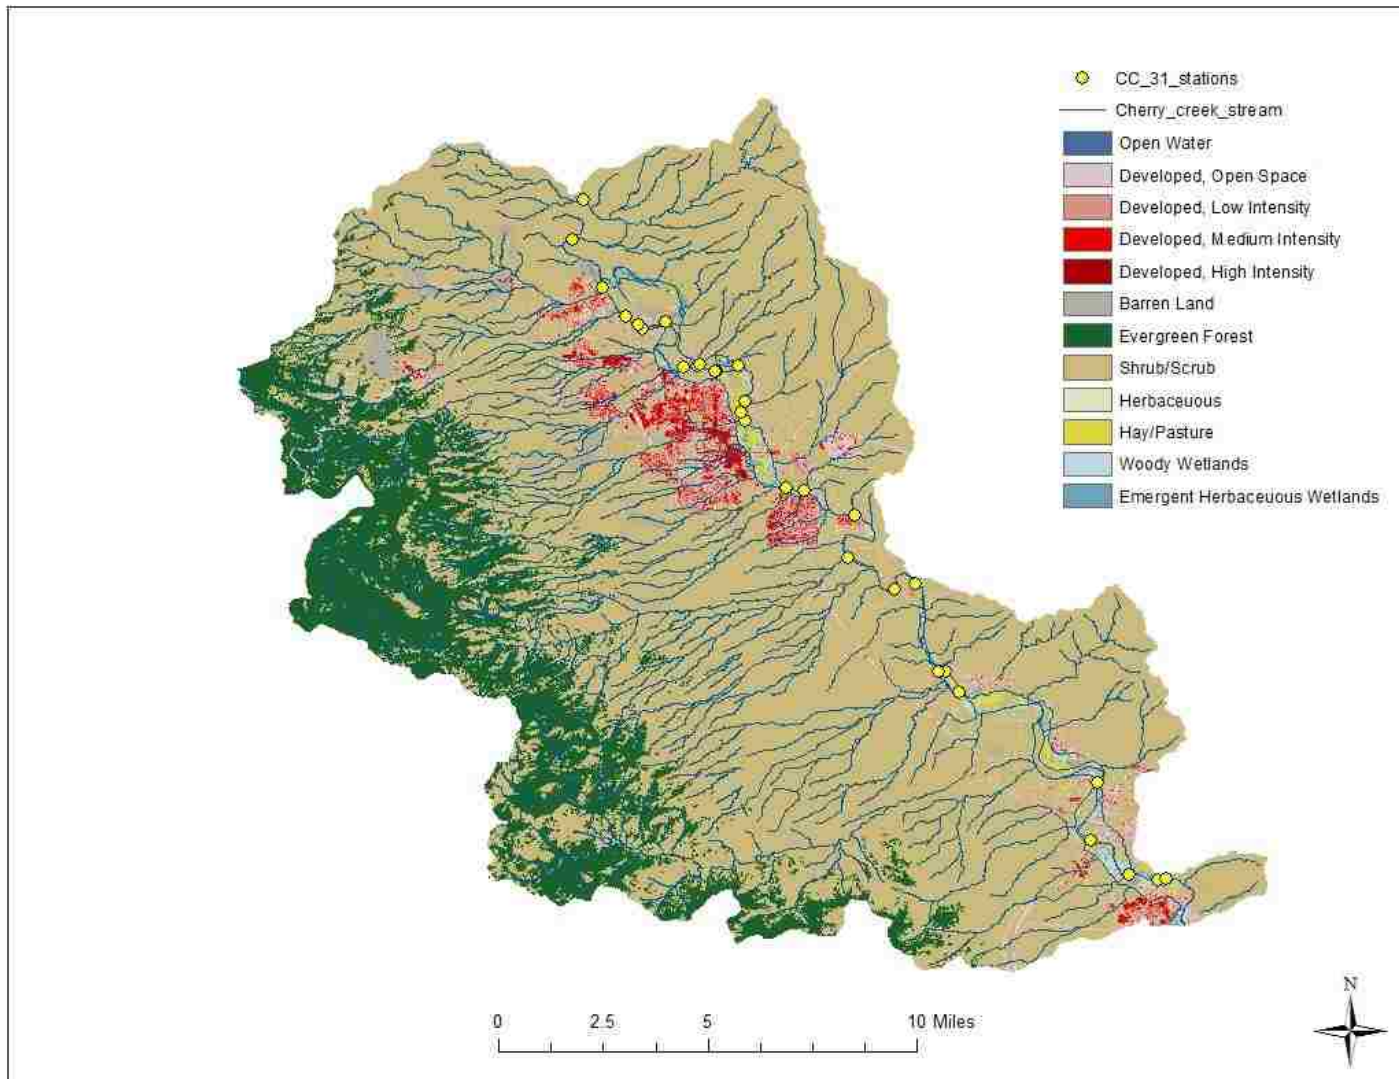 CC_31_stations
Cherry_creek_stream
Open Water
Developed, Open Space
Developed, Low Intensity
Developed, Medium Intensity
Developed, High Intensity
Barren Land
Evergreen Forest
Shrub/Scrub
Herbaceuous
Hay/Pasture
Woody Wetlands
Emergent Herbaceuous Wetlands
N
0 2.5 5 10 Miles